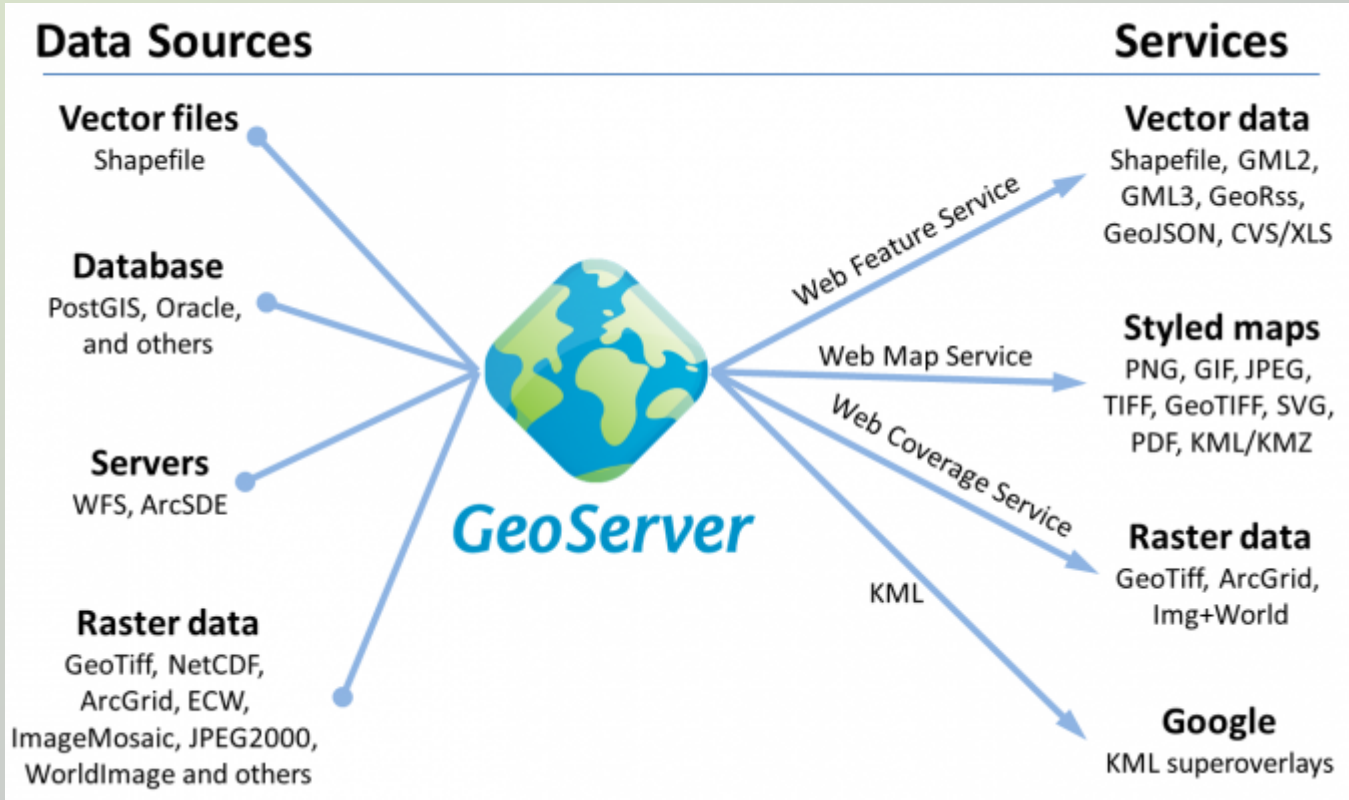 Data Sources
Services
Vector files
Shapefile
Database
PostGIS, Oracle,
and others
Servers
WFS, ArcSDE
Raster data
GeoTiff, NetCDF,
ArcGrid, ECW,
ImageMosaic, JPEG2000,
WorldImage and others
GeoServer
Web Feature Service
Web Map Service
Web Coverage Service
KML
Vector data
Shapefile, GML2,
GML3, GeoRss,
GeoJSON, CVS/XLS
Styled maps
PNG, GIF, JPEG,
TIFF, GeoTIFF, SVG,
PDF, KML/KMZ
Raster data
GeoTiff, ArcGrid,
Img+World
Google
KML superoverlays